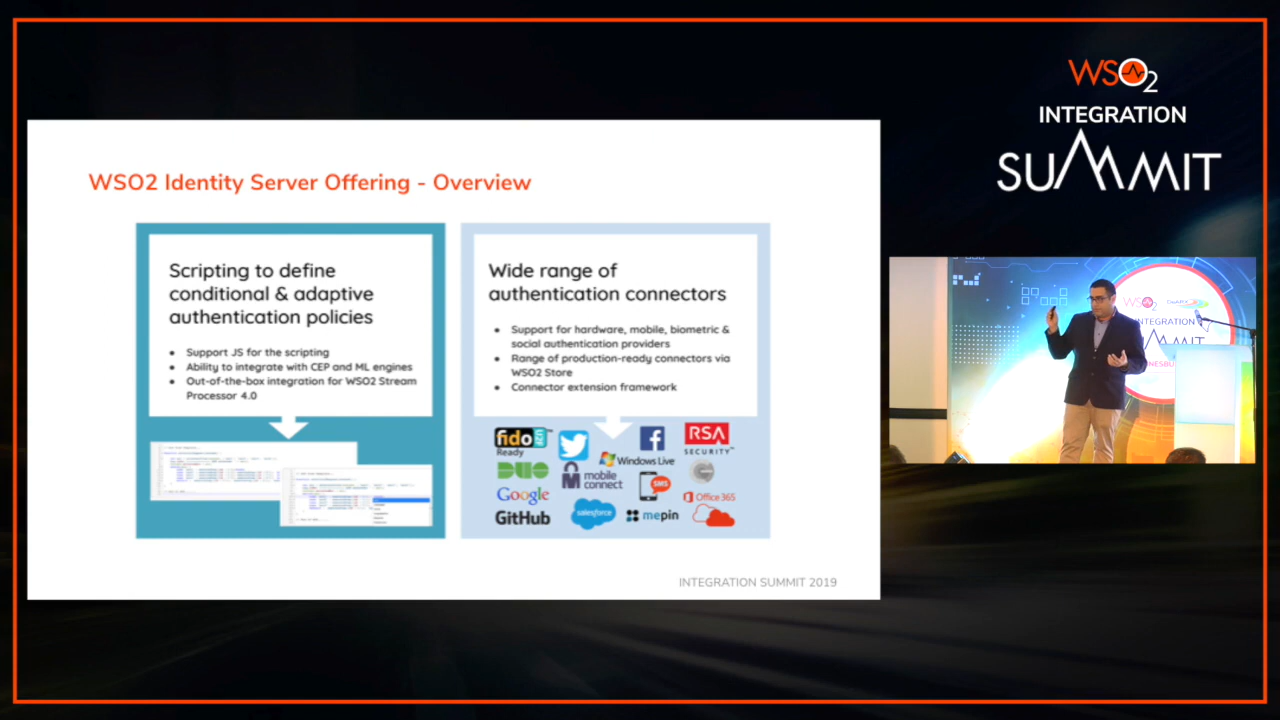 WSO2
INTEGRATION
SUMMIT
WSO2 Identity Server Offering - Overview
Scripting to define
conditional & adaptive
authentication policies
● Support JS for the scripting
● Ability to integrate with CEP and ML engines
● Out-of-the-box integration for WSO2 Stream
Processor 4.0
Wide range of
authentication connectors
● Support for hardware, mobile, biometric &
social authentication providers
● Range of production-ready connectors via
WSO2 Store
● Connector extension framework
fido U2F
Ready
RSA
SECURITY™
Windows Live
DUO
mobile
connect
SMS
Google
Office 365
GitHub
salesforce
mepin
INTEGRATION SUMMIT 2019
WSO2
INTEGRATION